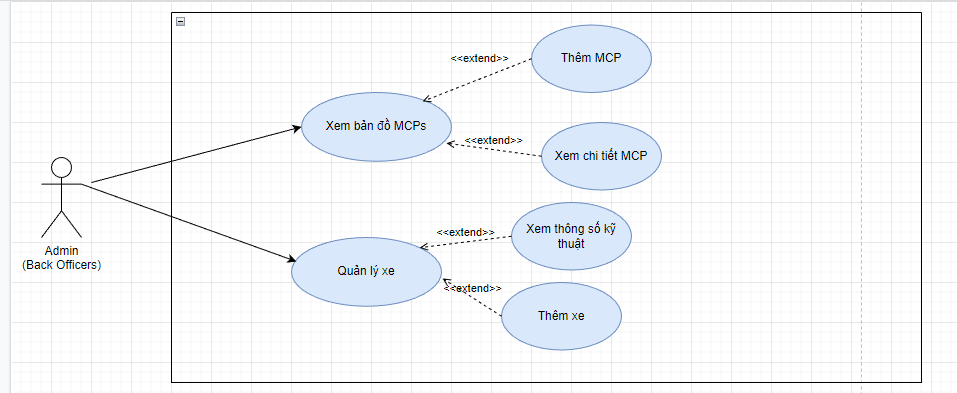 <<extend>>
Thêm MCP
Xem bản đồ MCPs
<<extend>>
Xem chi tiết MCP
Admin
(Back Officers)
<<extend>>
Xem thông số kỹ
thuật
Quản lý xe
<<extend>>
Thêm xe